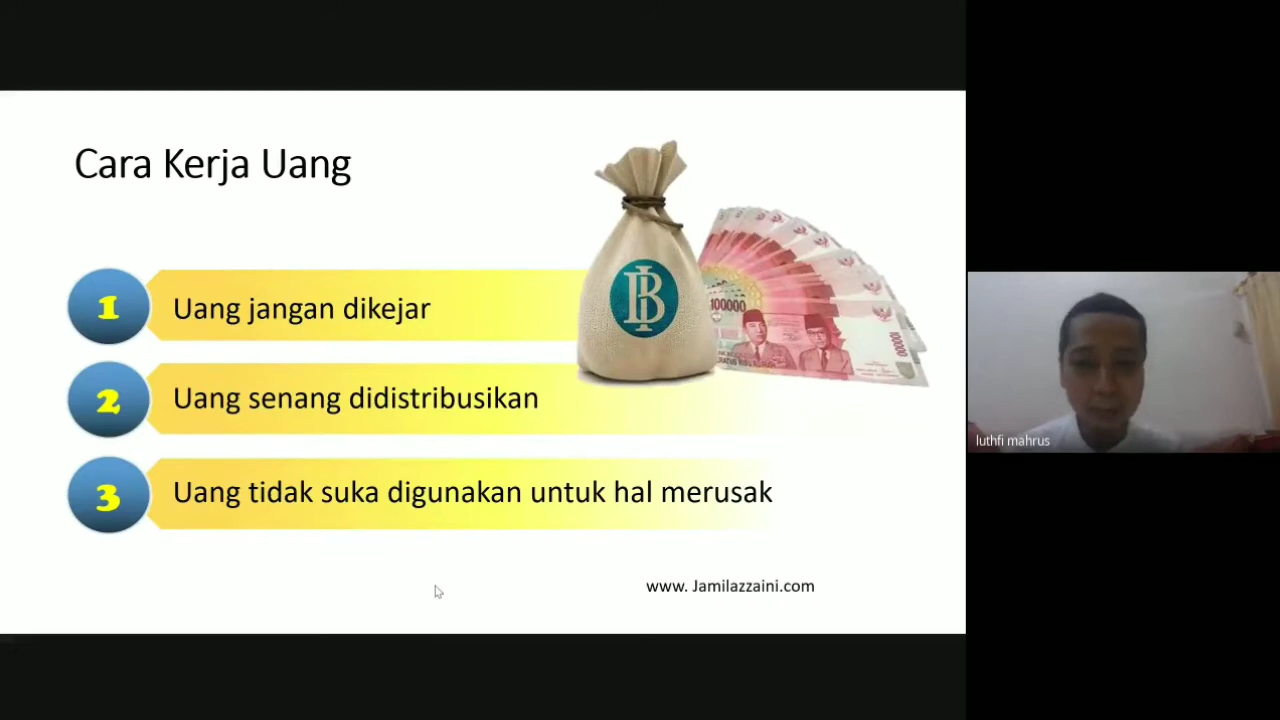 Cara Kerja Uang
1 Uang jangan dikejar
2 Uang senang didistribusikan
3 Uang tidak suka digunakan untuk hal merusak
100000
100000
www. Jamilazzaini.com
luthfi mahrus